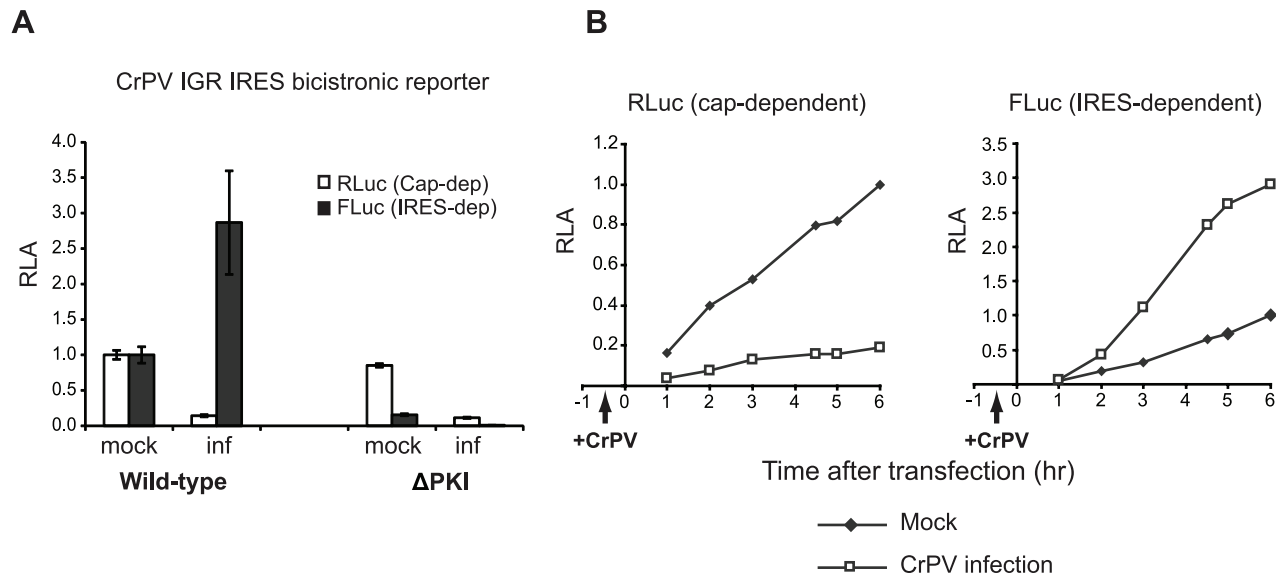 A
CrPV IGR IRES bicistronic reporter
RLA
4.0
3.5
3.0
2.5
2.0
1.5
1.0
0.5
0.0
RLuc (Cap-dep)
FLuc (IRES-dep)
mock inf mock inf
Wild-type ΔPKI
B
RLuc (cap-dependent)
RLA
1.2
1.0
0.8
0.6
0.4
0.2
-1 0 1 2 3 4 5 6
+CrPV
FLuc (IRES-dependent)
RLA
3.5
3.0
2.5
2.0
1.5
1.0
0.5
-1 0 1 2 3 4 5 6
+CrPV
Time after transfection (hr)
Mock
CrPV infection